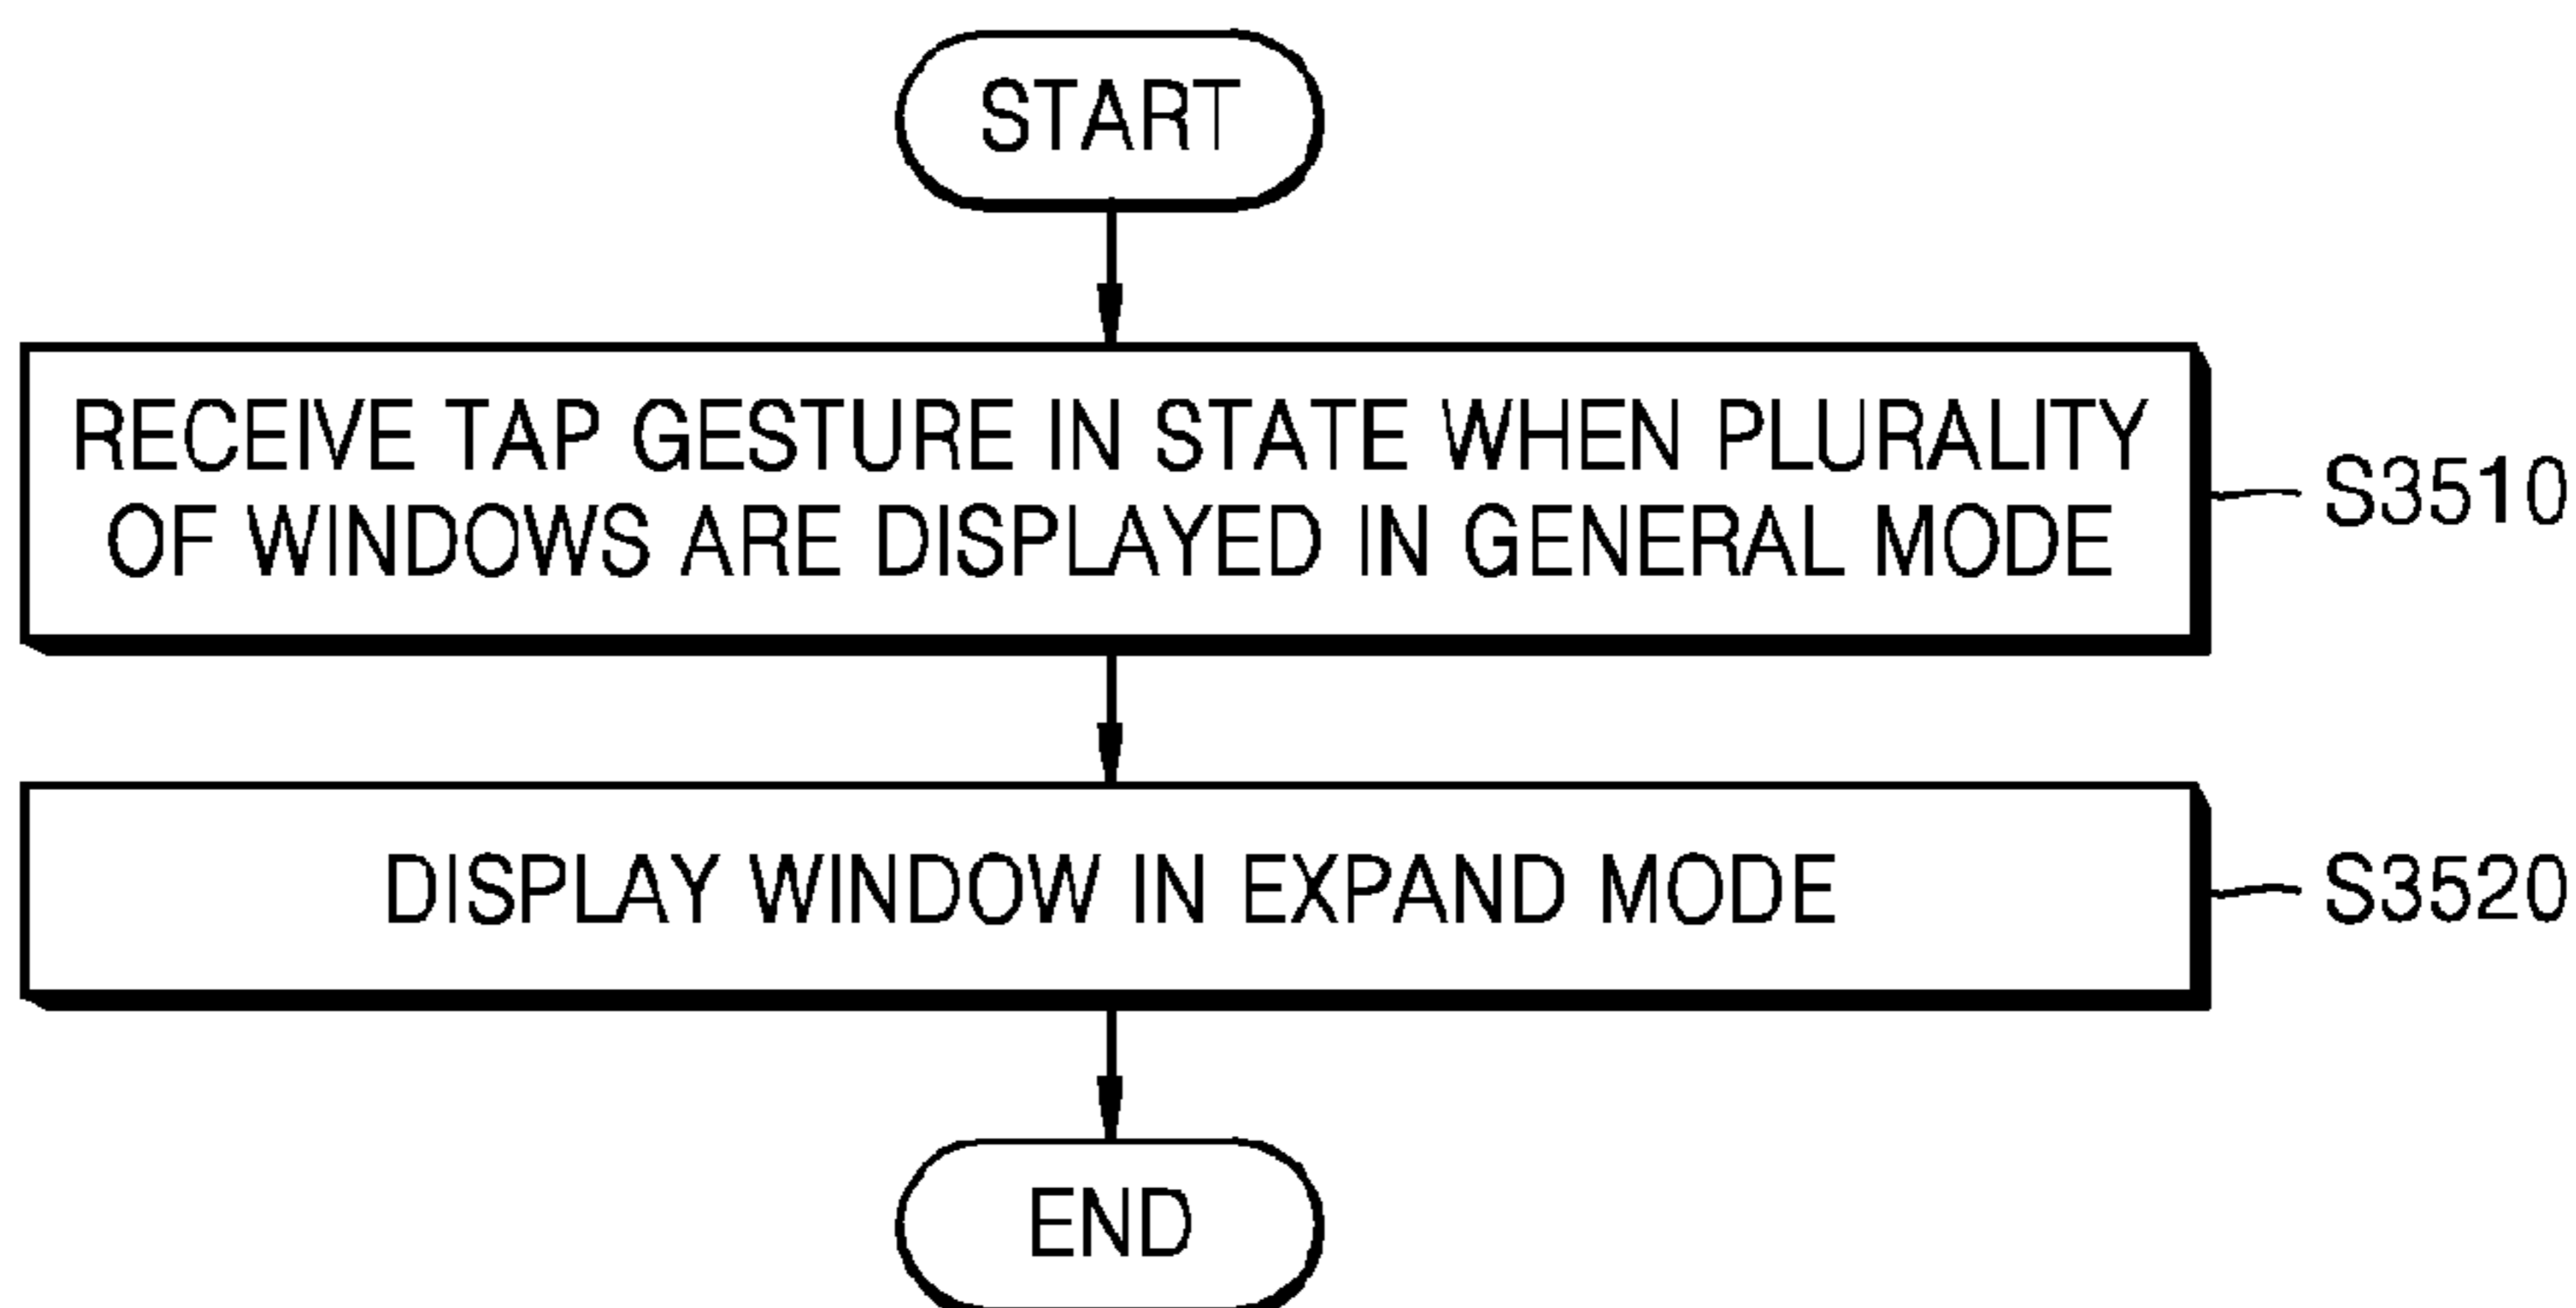 START
RECEIVE TAP GESTURE IN STATE WHEN PLURALITY
OF WINDOWS ARE DISPLAYED IN GENERAL MODE
S3510
DISPLAY WINDOW IN EXPAND MODE
S3520
END